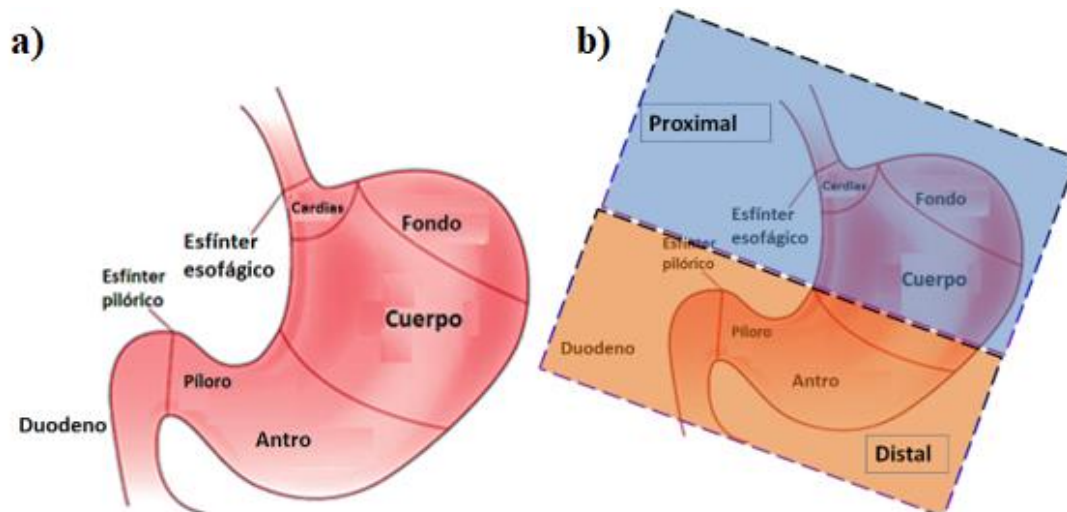 a)
Cardias
Fondo
Esfínter
esofágico
Esfínter
pilórico
Cuerpo
Píloro
Duodeno
Antro
b)
Proximal
Cardias
Fondo
Esfínter
esofágico
Esfínter
pilórico
Cuerpo
Píloro
Duodeno
Antro
Distal